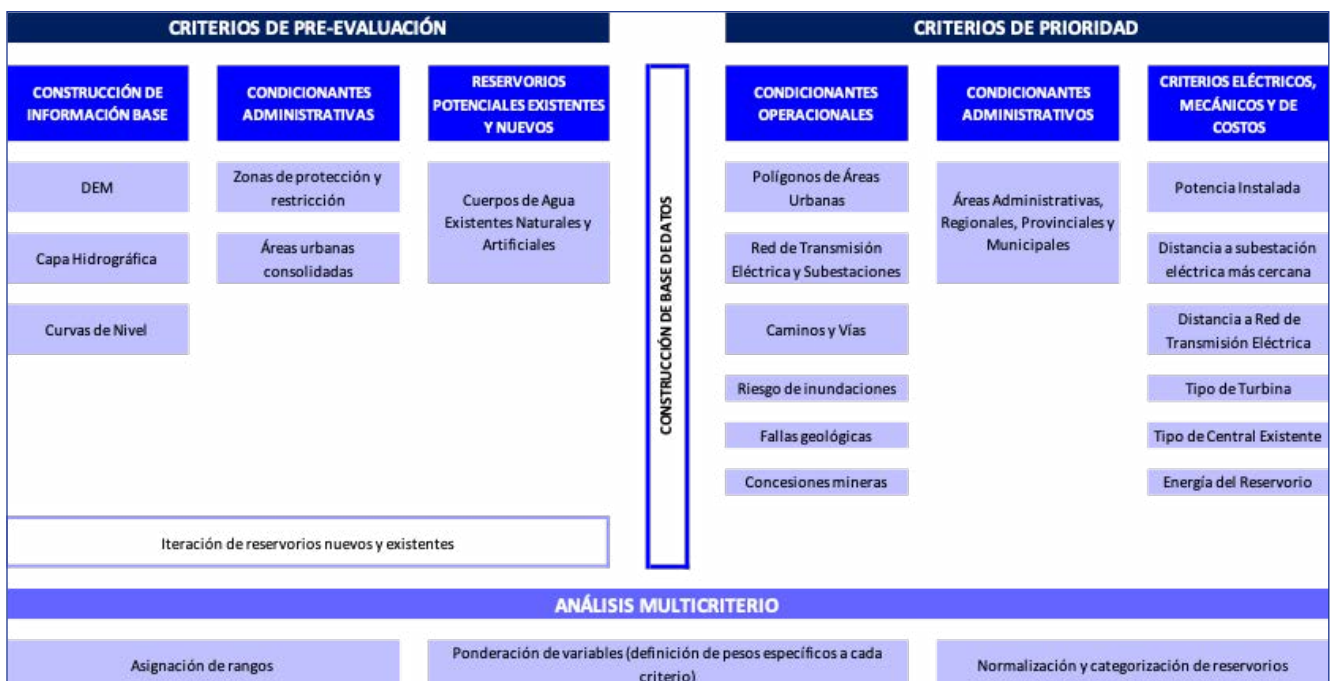 CRITERIOS DE PRE-EVALUACIÓN
CONSTRUCCIÓN DE
INFORMACIÓN BASE
DEM
Capa Hidrográfica
Curvas de Nivel
CONDICIONANTES
ADMINISTRATIVAS
Zonas de protección y
restricción
Áreas urbanas
consolidadas
RESERVORIOS
POTENCIALES EXISTENTES
Y NUEVOS
Cuerpos de Agua
Existentes Naturales y
Artificiales
Iteración de reservorios nuevos y existentes
CONSTRUCCIÓN DE BASE DE DATOS
CRITERIOS DE PRIORIDAD
CONDICIONANTES
OPERACIONALES
Polígonos de Áreas
Urbanas
Red de Transmisión
Eléctrica y Subestaciones
Caminos y Vías
Riesgo de inundaciones
Fallas geológicas
Concesiones mineras
CONDICIONANTES
ADMINISTRATIVOS
Áreas Administrativas,
Regionales, Provinciales y
Municipales
CRITERIOS ELÉCTRICOS,
MECÁNICOS Y DE
COSTOS
Potencia Instalada
Distancia a subestación
eléctrica más cercana
Distancia a Red de
Transmisión Eléctrica
Tipo de Turbina
Tipo de Central Existente
Energía del Reservorio
ANÁLISIS MULTICRITERIO
Asignación de rangos
Ponderación de variables (definición de pesos específicos a cada
criterio)
Normalización y categorización de reservorios